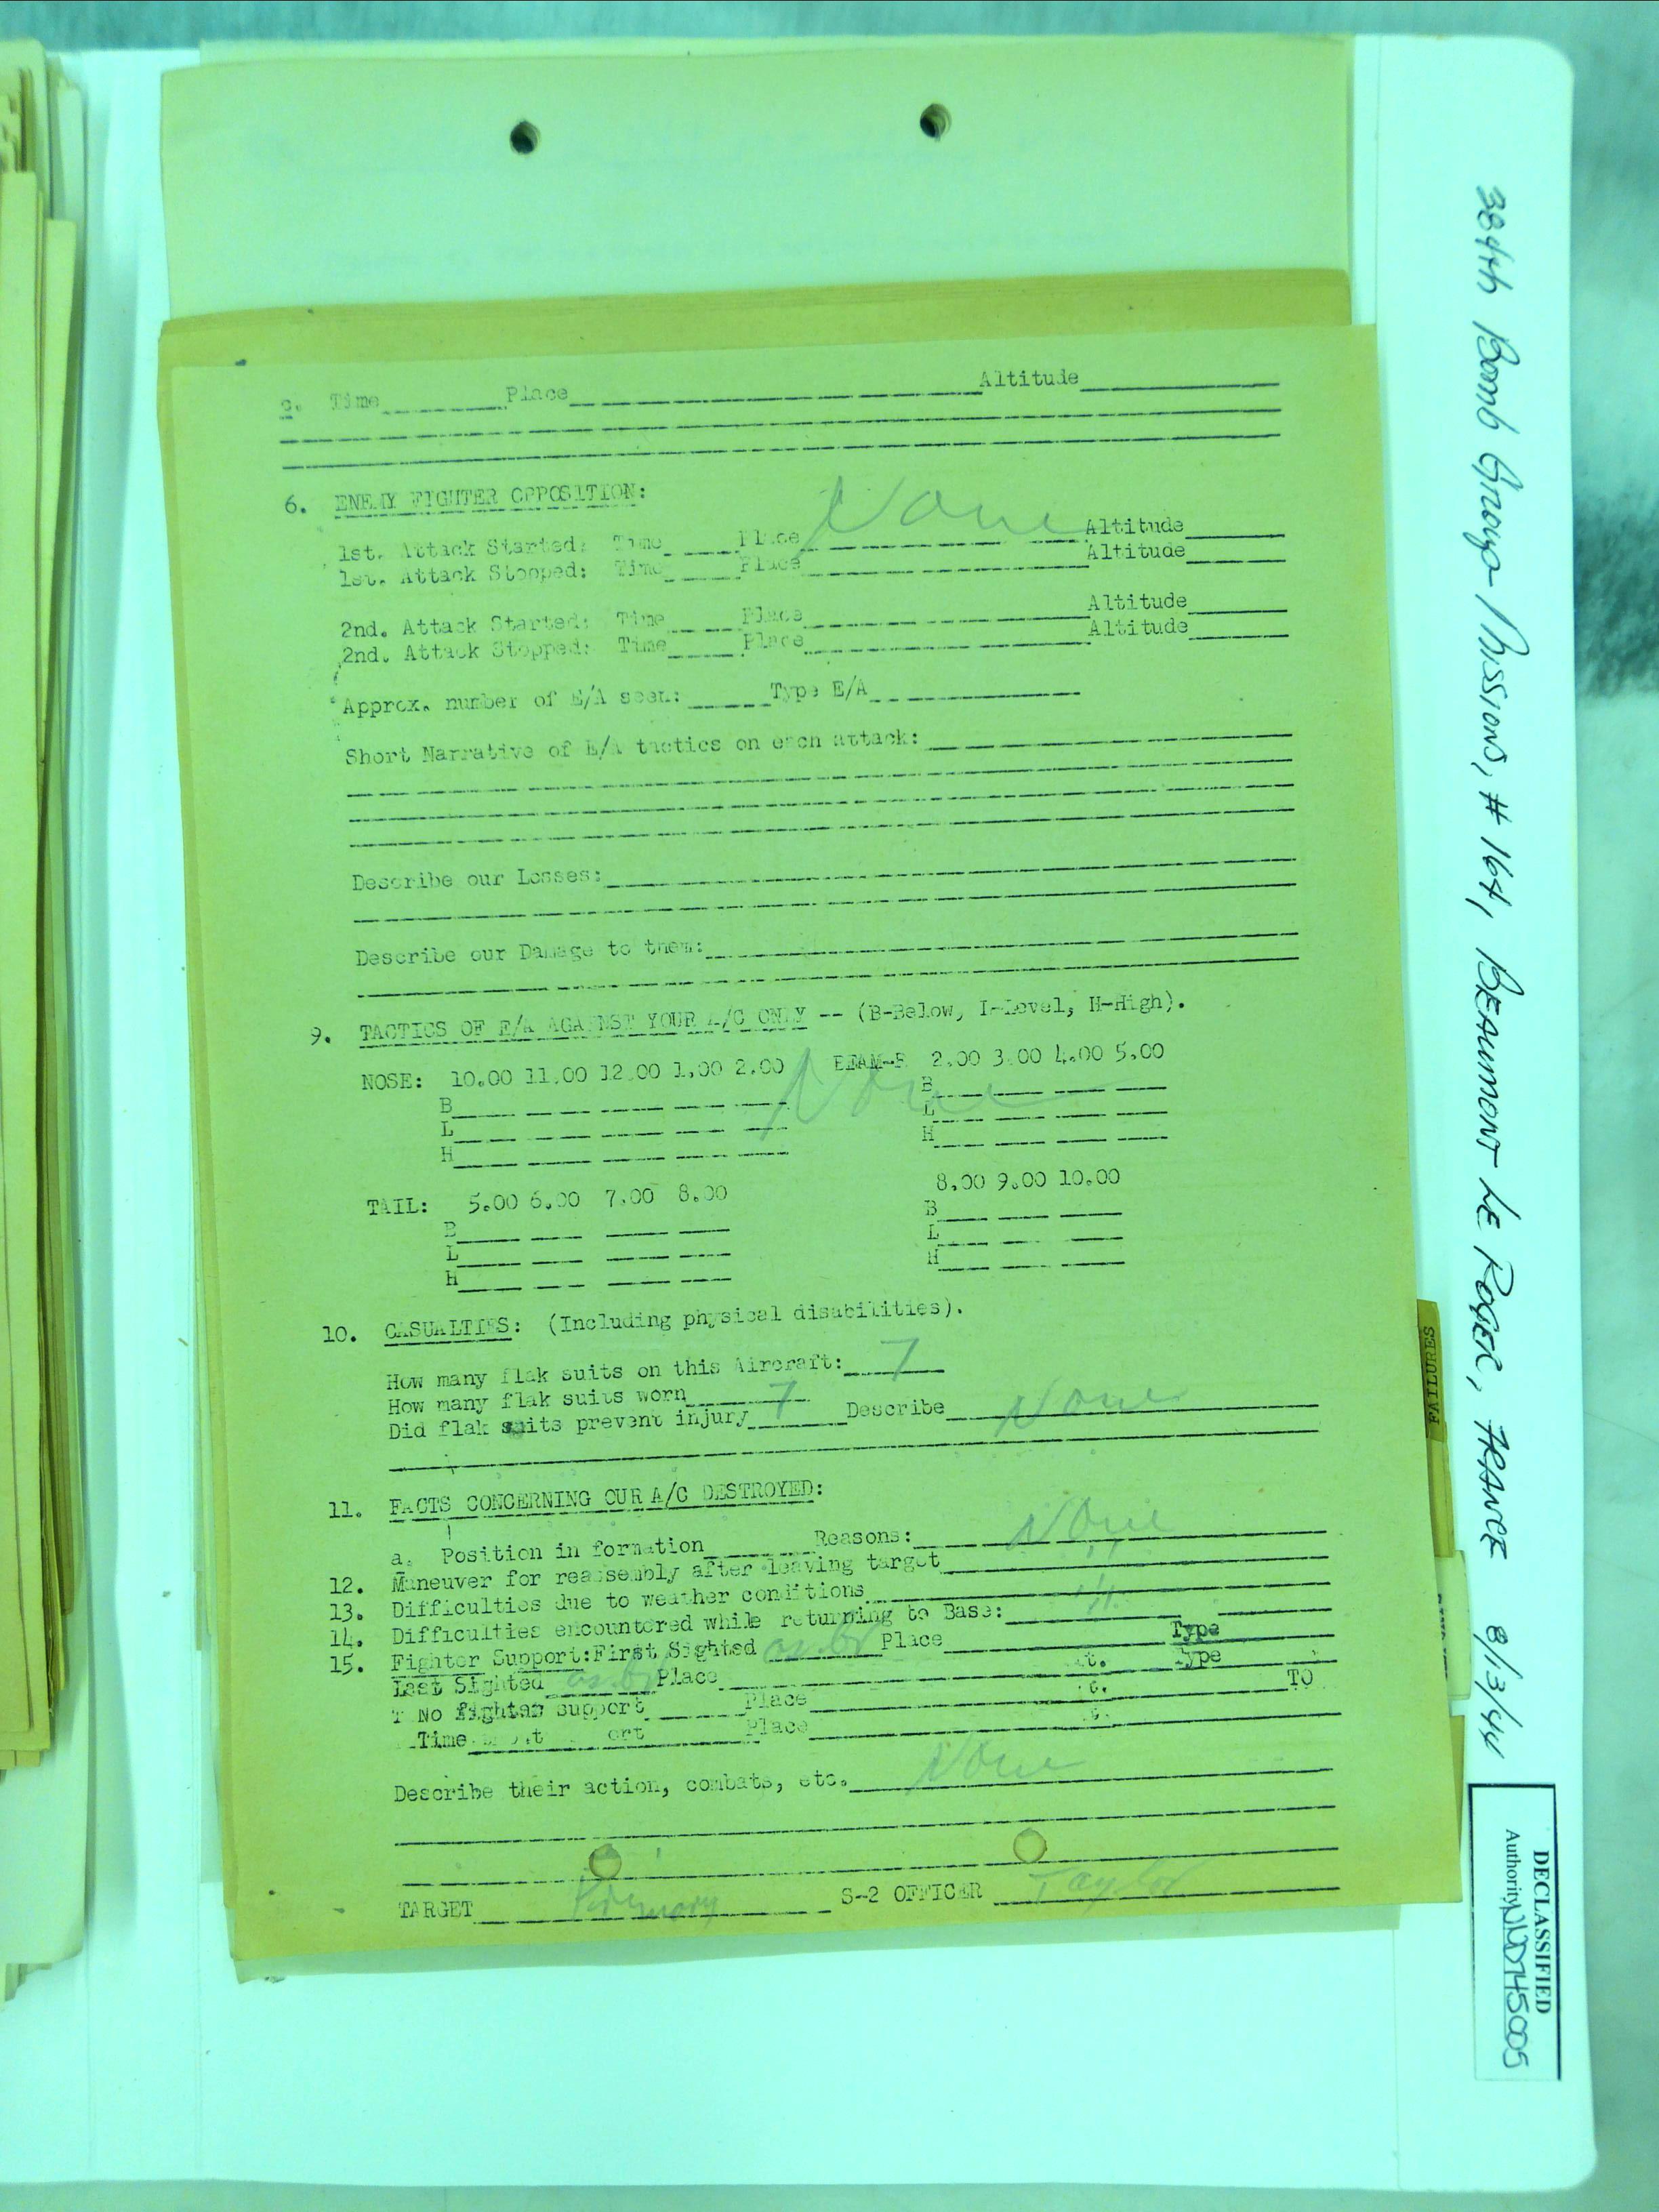 c. Time Place Altitude
6. ENEMY FIGHTER OPPOSITION:
None
1st. Attack Started: Time Place Altitude
1st. Attack Stopped: Time Place Altitude
2nd. Attack Started: Time Place Altitude
2nd. Attack Stopped: Time Place Altitude
Approx. number of E/A seen: Type E/A
Short Narrative of E/A tactics on each attack:
Describe our Losses:
Describe our Damage to them:
9. TACTICS OF E/A AGAINST YOUR A/C ONLY -- (B-Below, L-Level, H-High).
NOSE: 10.00 11.00 12.00 1.00 2.00 BEAM-R 2.00 3.00 4.00 5.00
None
B B
L L
H H
TAIL: 5.00 6.00 7.00 8.00 8.00 9.00 10.00
B B
L L
H H
10. CASUALTIES: (Including physical disabilities).
How many flak suits on this Aircraft: 7
How many flak suits worn 7
Did flak suits prevent injury Describe None
11. FACTS CONCERNING OUR A/C DESTROYED:
a. Position in formation Reasons: None
12. Maneuver for reassembly after leaving target "
13. Difficulties due to weather conditions
14. Difficulties encountered while returning to Base:
15. Fighter Support: First Sighted as br Place Type
Last Sighted as br Place Type
No fighter support Place TO
Time Place
Describe their action, combats, etc. None
TARGET Primary S-2 OFFICER Taylor
384th Bomb Group Missions, # 164, BEAUMONT LE ROGER, FRANCE 8/13/44
DECLASSIFIED
Authority NND745005
FAILURES